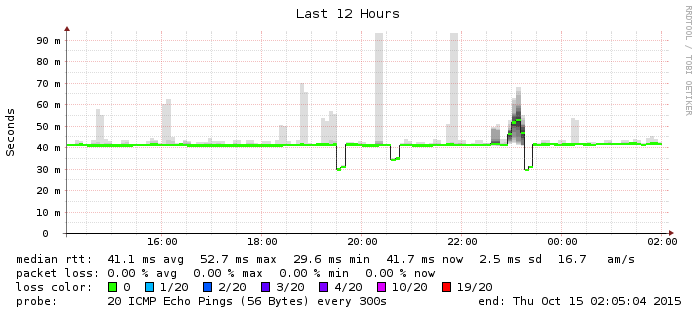 Last 12 Hours
RRDTOOL / TOBI OETIKER
Seconds
90 m
80 m
70 m
60 m
50 m
40 m
30 m
20 m
10 m
0
16:00 18:00 20:00 22:00 00:00 02:00
median rtt: 41.1 ms avg 52.7 ms max 29.6 ms min 41.7 ms now 2.5 ms sd 16.7 am/s
packet loss: 0.00 % avg 0.00 % max 0.00 % min 0.00 % now
loss color: 0 1/20 2/20 3/20 4/20 10/20 19/20
probe: 20 ICMP Echo Pings (56 Bytes) every 300s end: Thu Oct 15 02:05:04 2015